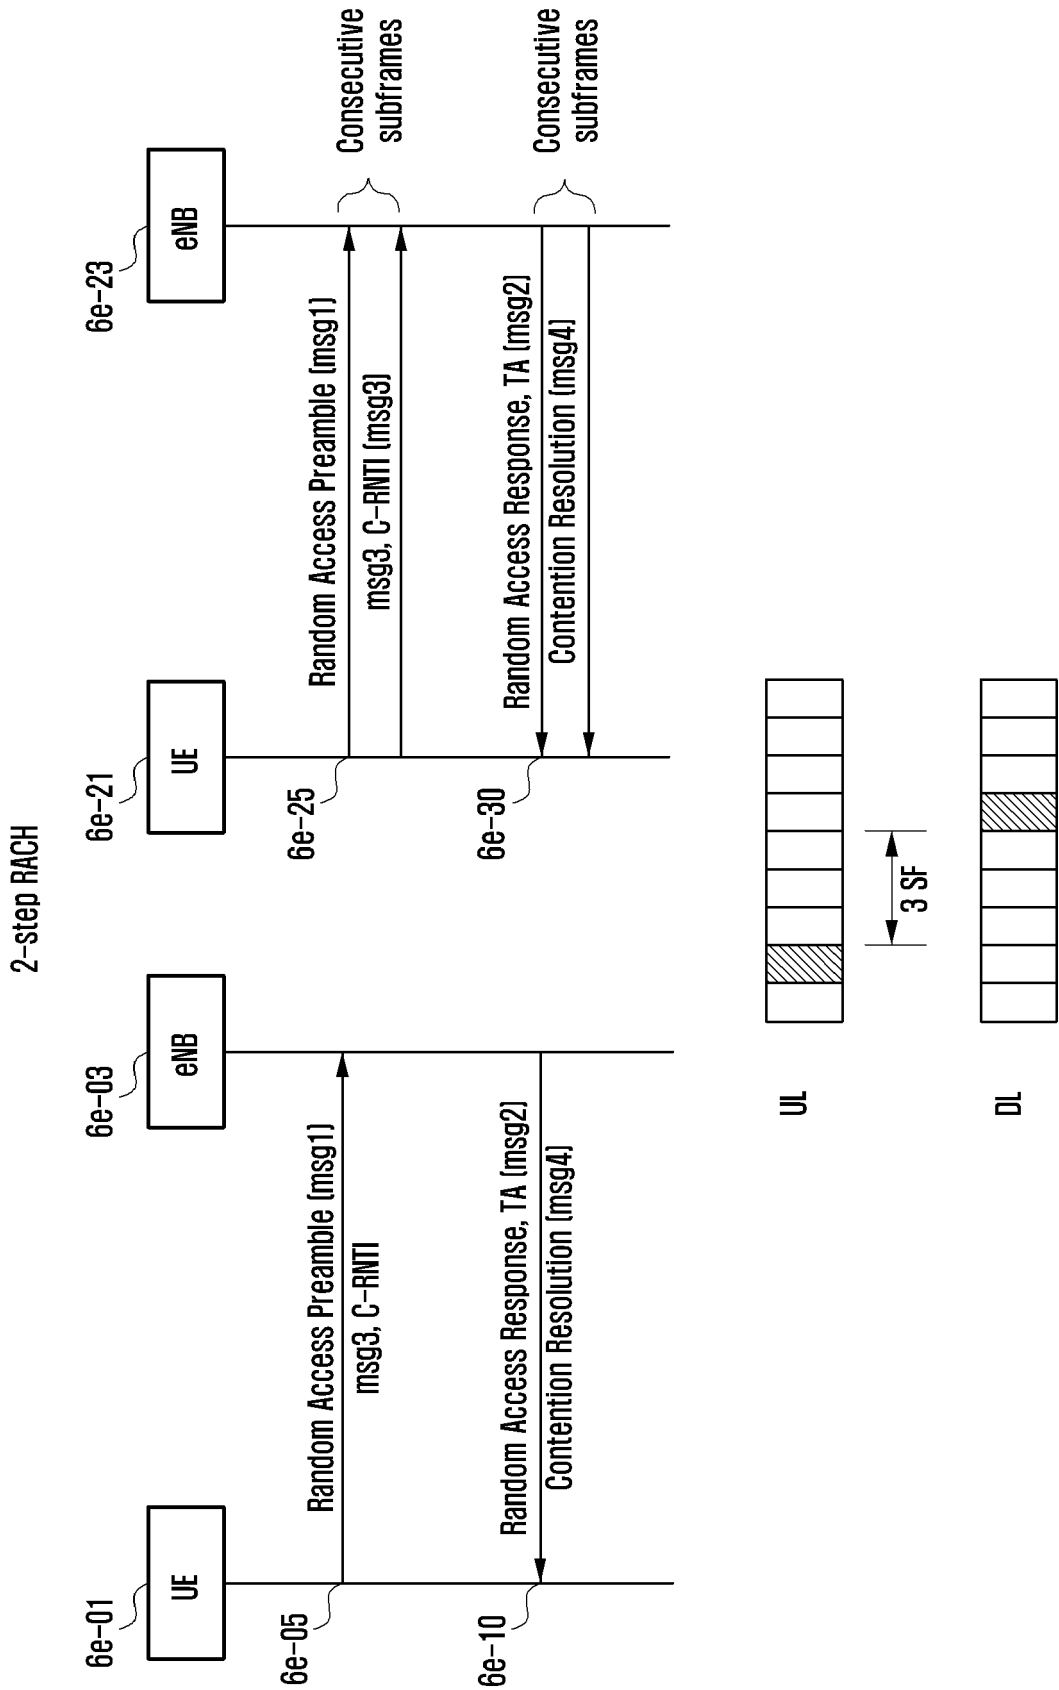 2-step RACH
6e-01
UE
6e-03
eNB
6e-05
Random Access Preamble (msg1)
msg3, C-RNTI
6e-10
Random Access Response, TA (msg2)
Contention Resolution (msg4)
6e-21
UE
6e-23
eNB
6e-25
Random Access Preamble (msg1)
msg3, C-RNTI (msg3)
Consecutive
subframes
6e-30
Random Access Response, TA (msg2)
Contention Resolution (msg4)
Consecutive
subframes
UL
3 SF
DL